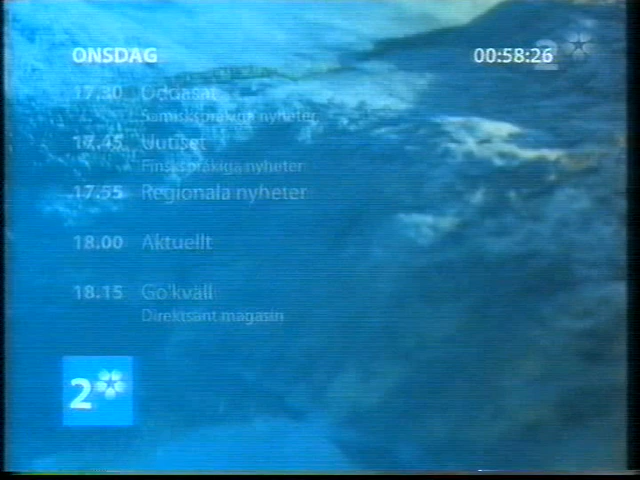 ONSDAG 00:58:26
2
17.30 Oddasat
Samiskspråkiga nyheter
17.45 Uutiset
Finskspråkiga nyheter
17.55 Regionala nyheter
18.00 Aktuellt
18.15 Go'kväll
Direktsänt magasin
2